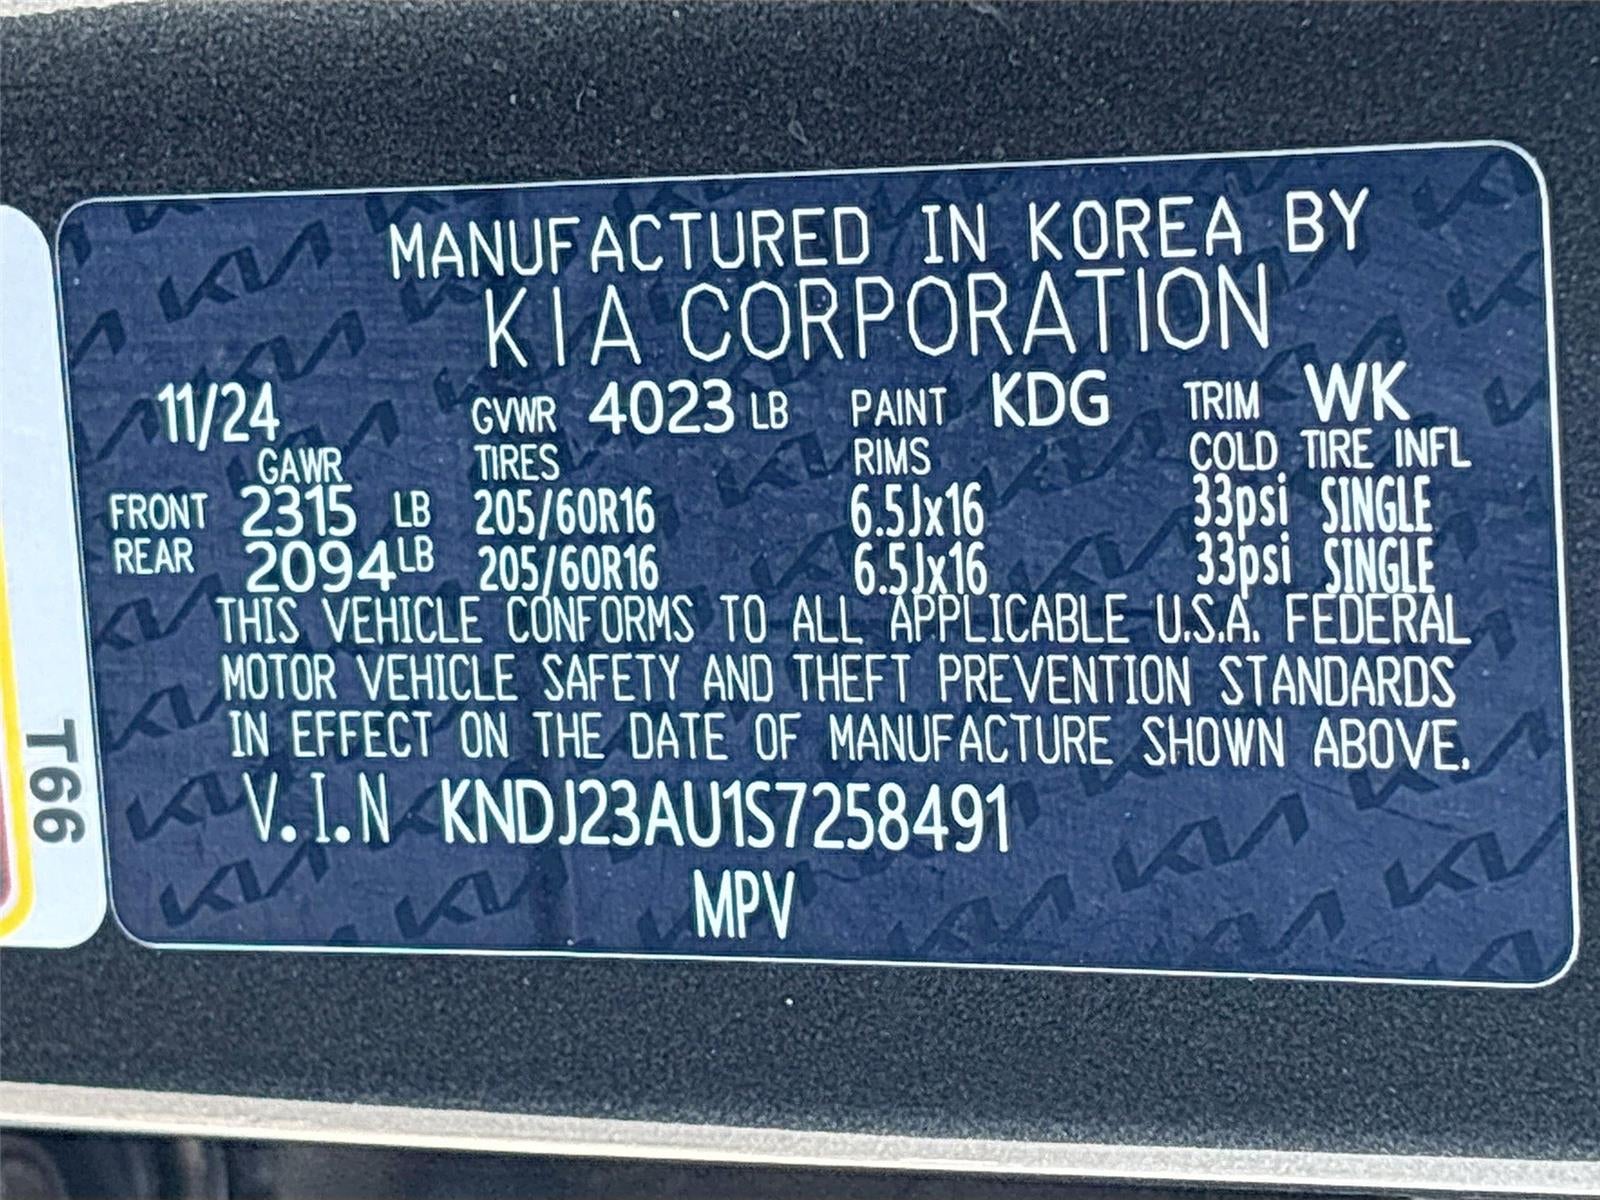 MANUFACTURED IN KOREA BY
KIA CORPORATION
11/24 GVWR 4023 LB PAINT KDG TRIM WK
GAWR TIRES RIMS COLD TIRE INFL
FRONT 2315 LB 205/60R16 6.5Jx16 33psi SINGLE
REAR 2094 LB 205/60R16 6.5Jx16 33psi SINGLE
THIS VEHICLE CONFORMS TO ALL APPLICABLE U.S.A. FEDERAL
MOTOR VEHICLE SAFETY AND THEFT PREVENTION STANDARDS
IN EFFECT ON THE DATE OF MANUFACTURE SHOWN ABOVE.
V.I.N KNDJ23AU1S7258491
MPV
T66